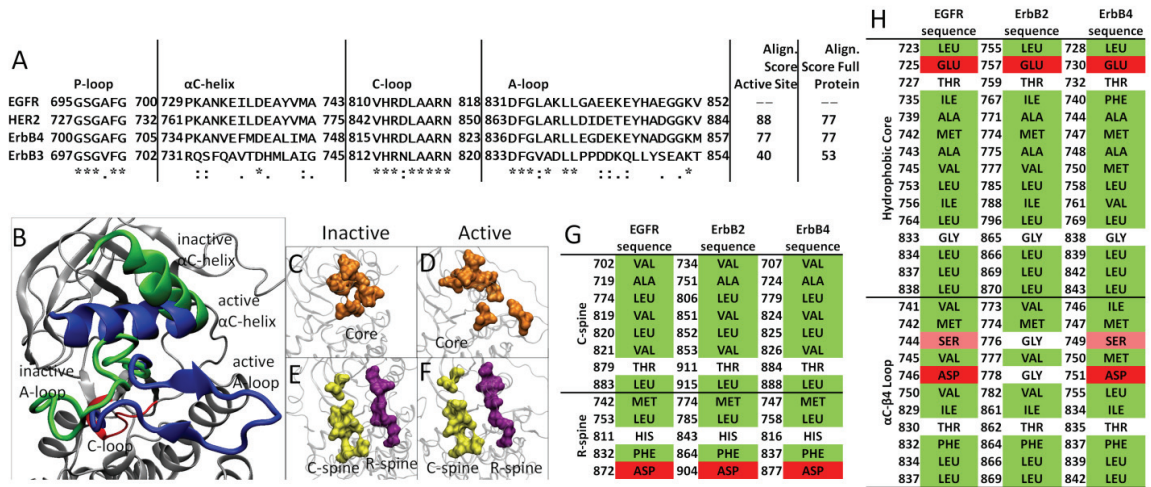 A
Align. Align.
Score Score Full
P-loop αC-helix C-loop A-loop Active Site Protein
EGFR 695 GSGAFG 700 729 PKANKEILDEAYVMA 743 810 VHRDLAARN 818 831 DFGLAKLLGAEEKEYHAEGGKV 852 -- --
HER2 727 GSGAFG 732 761 PKANKEILDEAYVMA 775 842 VHRDLAARN 850 863 DFGLARLLDIDETEYHADGGKV 884 88 77
ErbB4 700 GSGAFG 705 734 PKANVEFMDEALIMA 748 815 VHRDLAARN 823 836 DFGLARLLEGDEKEYNADGGKM 857 77 77
ErbB3 697 GSGVFG 702 731 RQSFQAVTDHMLAIG 745 812 VHRNLAARN 820 833 DFGVADLLPPDDKQLLYSEAKT 854 40 53
***.** :: .*. . ***:***** ***:* ** ::.: . *
B
inactive
αC-helix
active
αC-helix
inactive
A-loop
active
A-loop
C-loop
Inactive Active
C D
Core Core
E F
C-spine R-spine C-spine R-spine
G
EGFR ErbB2 ErbB4
sequence sequence sequence
C-spine
702 VAL 734 VAL 707 VAL
719 ALA 751 ALA 724 ALA
774 LEU 806 LEU 779 LEU
819 VAL 851 VAL 824 VAL
820 LEU 852 LEU 825 LEU
821 VAL 853 VAL 826 VAL
879 THR 911 THR 884 THR
883 LEU 915 LEU 888 LEU
R-spine
742 MET 774 MET 747 MET
753 LEU 785 LEU 758 LEU
811 HIS 843 HIS 816 HIS
832 PHE 864 PHE 837 PHE
872 ASP 904 ASP 877 ASP
H
EGFR ErbB2 ErbB4
sequence sequence sequence
Hydrophobic Core
723 LEU 755 LEU 728 LEU
725 GLU 757 GLU 730 GLU
727 THR 759 THR 732 THR
735 ILE 767 ILE 740 PHE
739 ALA 771 ALA 744 ALA
742 MET 774 MET 747 MET
743 ALA 775 ALA 748 ALA
745 VAL 777 VAL 750 MET
753 LEU 785 LEU 758 LEU
756 ILE 788 ILE 761 VAL
764 LEU 796 LEU 769 LEU
833 GLY 865 GLY 838 GLY
834 LEU 866 LEU 839 LEU
837 LEU 869 LEU 842 LEU
838 LEU 870 LEU 843 LEU
αC-β4 Loop
741 VAL 773 VAL 746 ILE
742 MET 774 MET 747 MET
744 SER 776 GLY 749 SER
745 VAL 777 VAL 750 MET
746 ASP 778 GLY 751 ASP
750 VAL 782 VAL 755 LEU
829 ILE 861 ILE 834 ILE
830 THR 862 THR 835 THR
832 PHE 864 PHE 837 PHE
834 LEU 866 LEU 839 LEU
837 LEU 869 LEU 842 LEU